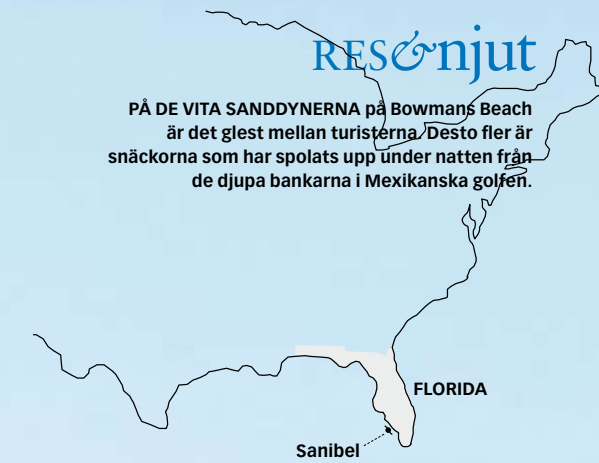 RES&njut
PÅ DE VITA SANDDYNERNA på Bowmans Beach
är det glest mellan turisterna. Desto fler är
snäckorna som har spolats upp under natten från
de djupa bankarna i Mexikanska golfen.
FLORIDA
Sanibel